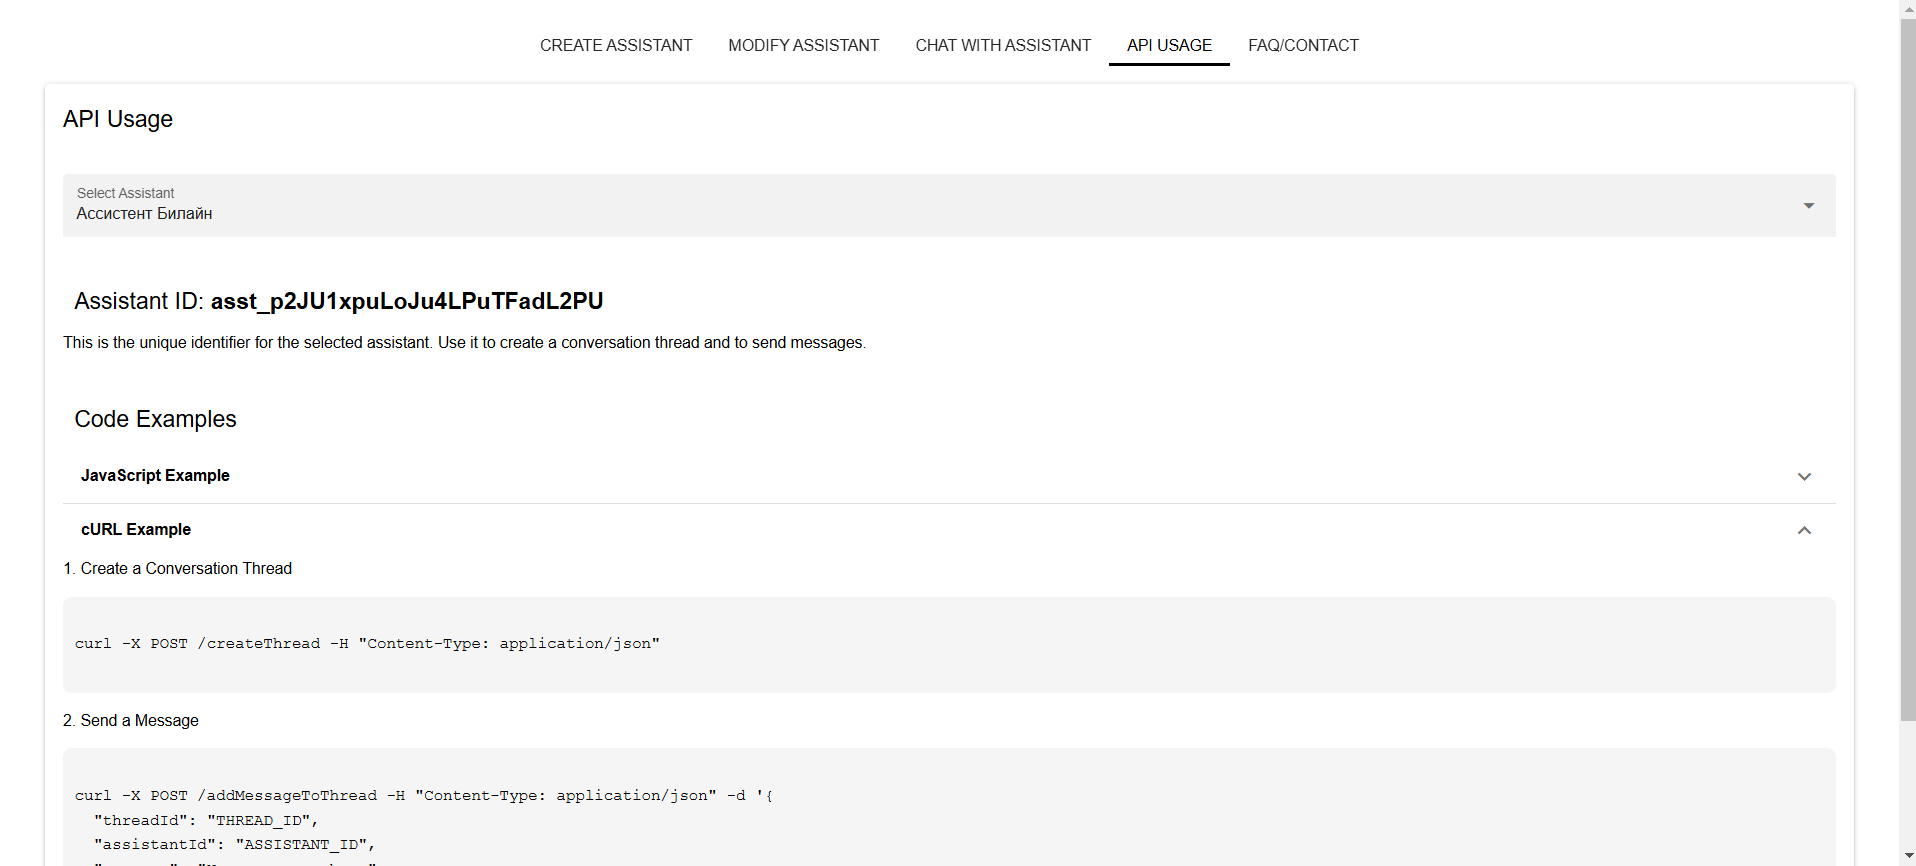 CREATE ASSISTANT MODIFY ASSISTANT CHAT WITH ASSISTANT API USAGE FAQ/CONTACT
API Usage
Select Assistant
Ассистент Билайн
Assistant ID: asst_p2JU1xpuLoJu4LPuTFadL2PU
This is the unique identifier for the selected assistant. Use it to create a conversation thread and to send messages.
Code Examples
JavaScript Example
cURL Example
1. Create a Conversation Thread
curl -X POST /createThread -H "Content-Type: application/json"
2. Send a Message
curl -X POST /addMessageToThread -H "Content-Type: application/json" -d '{
"threadId": "THREAD_ID",
"assistantId": "ASSISTANT_ID",